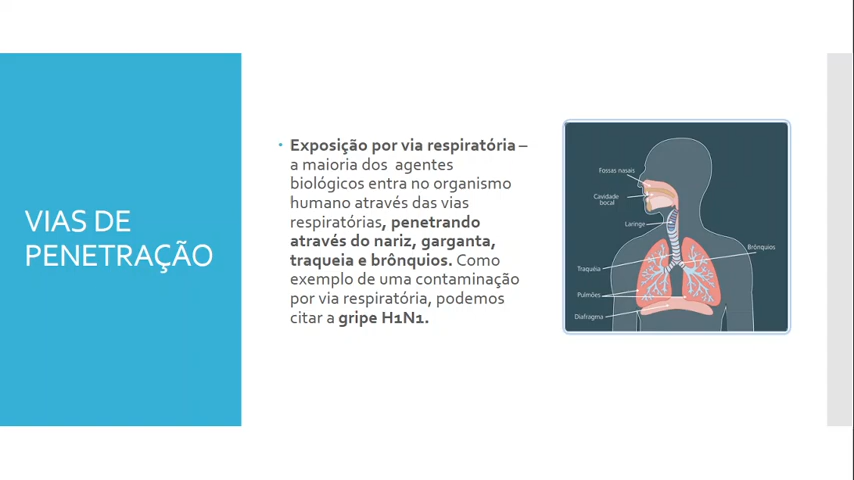 VIAS DE
PENETRAÇÃO
• Exposição por via respiratória –
a maioria dos agentes
biológicos entra no organismo
humano através das vias
respiratórias, penetrando
através do nariz, garganta,
traqueia e brônquios. Como
exemplo de uma contaminação
por via respiratória, podemos
citar a gripe H1N1.
Fossas nasais
Cavidade
bocal
Laringe
Brônquios
Traquéia
Pulmões
Diafragma